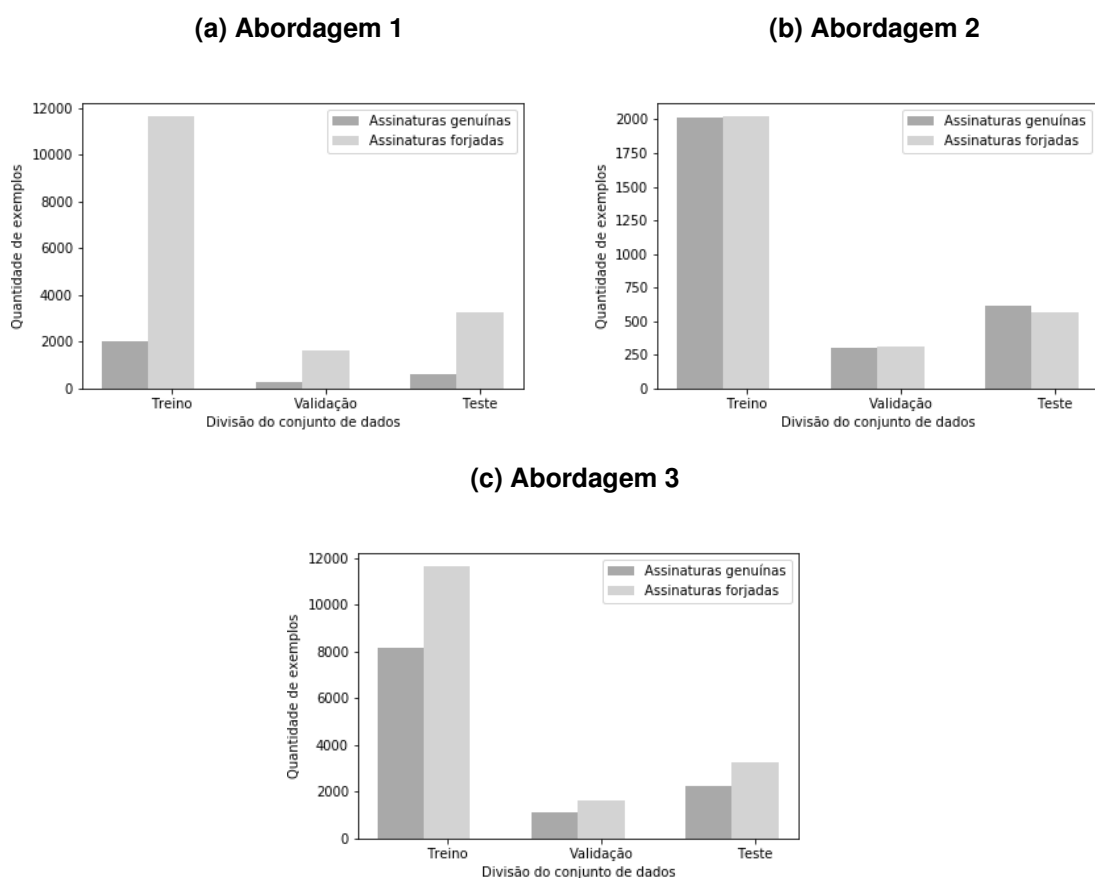 (a) Abordagem 1
12000
10000
8000
6000
4000
2000
0
Quantidade de exemplos
Assinaturas genuínas
Assinaturas forjadas
Treino Validação Teste
Divisão do conjunto de dados
(b) Abordagem 2
2000
1750
1500
1250
1000
750
500
250
0
Quantidade de exemplos
Assinaturas genuínas
Assinaturas forjadas
Treino Validação Teste
Divisão do conjunto de dados
(c) Abordagem 3
12000
10000
8000
6000
4000
2000
0
Quantidade de exemplos
Assinaturas genuínas
Assinaturas forjadas
Treino Validação Teste
Divisão do conjunto de dados